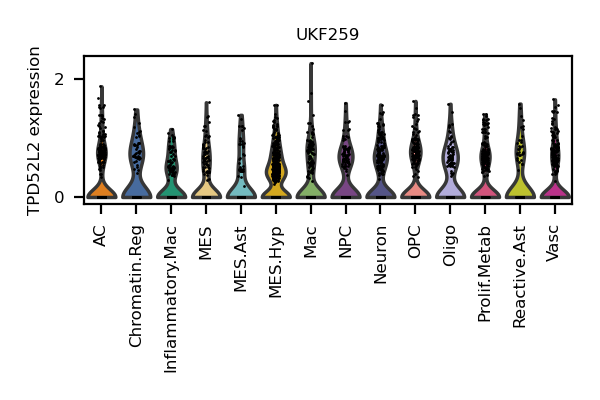 UKF259
TPD52L2 expression
2
0
AC
Chromatin.Reg
Inflammatory.Mac
MES
MES.Ast
MES.Hyp
Mac
NPC
Neuron
OPC
Oligo
Prolif.Metab
Reactive.Ast
Vasc